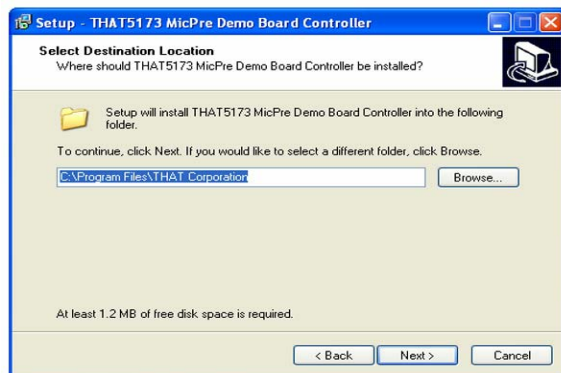 Setup - THAT5173 MicPre Demo Board Controller
Select Destination Location
Where should THAT5173 MicPre Demo Board Controller be installed?
Setup will install THAT5173 MicPre Demo Board Controller into the following
folder.
To continue, click Next. If you would like to select a different folder, click Browse.
C:\Program Files\THAT Corporation
Browse...
At least 1.2 MB of free disk space is required.
< Back
Next >
Cancel